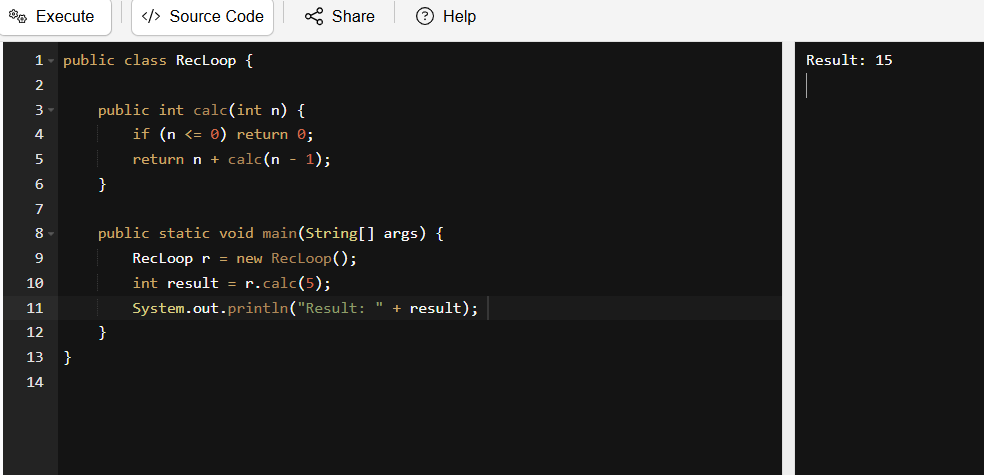 Execute </> Source Code Share ? Help
1 public class RecLoop {
2
3 public int calc(int n) {
4 if (n <= 0) return 0;
5 return n + calc(n - 1);
6 }
7
8 public static void main(String[] args) {
9 RecLoop r = new RecLoop();
10 int result = r.calc(5);
11 System.out.println("Result: " + result);
12 }
13 }
14
Result: 15